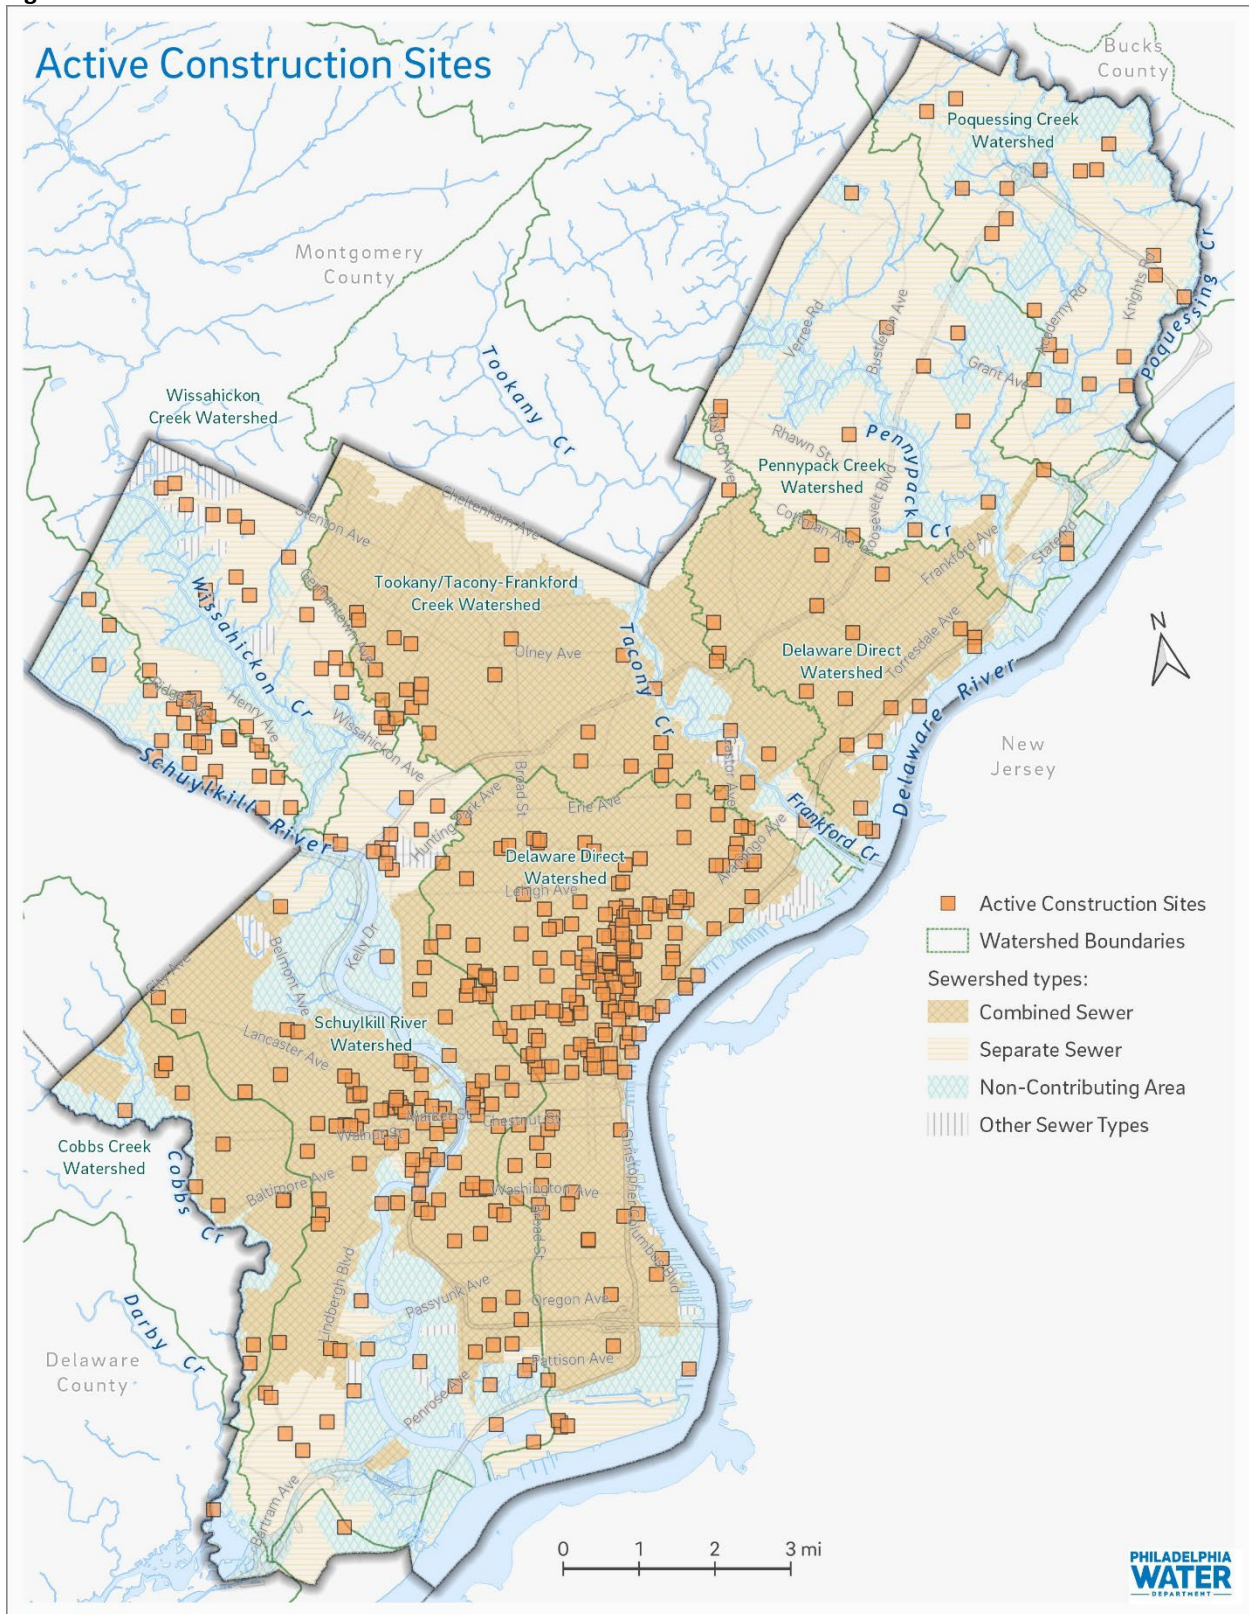 Active Construction Sites
Bucks
County
Poquessing Creek
Watershed
Montgomery
County
Knights Rd
Poquessing Cr
Verree Rd
Bustleton Ave
Academy Rd
Grant Ave
Tookany Cr
Wissahickon
Creek Watershed
Oxford Ave
Rhawn St
Pennypack Cr
Pennypack Creek
Watershed
Roosevelt Blvd
Cheltenham Ave
Cottman Ave
Stenton Ave
Frankford Ave
State Rd
Tookany/Tacony-Frankford
Creek Watershed
Germantown Ave
Wissahickon Cr
Tacony Cr
Olney Ave
Delaware Direct
Watershed
Torresdale Ave
N
Delaware River
Ridge Ave
Henry Ave
Wissahickon Ave
Schuylkill River
New
Jersey
Castor Ave
Broad St
Erie Ave
Hunting Park Ave
Frankford Cr
Aramingo Ave
Delaware Direct
Watershed
Lehigh Ave
Kelly Dr
Belmont Ave
City Ave
Active Construction Sites
Watershed Boundaries
Sewershed types:
Combined Sewer
Separate Sewer
Non-Contributing Area
Other Sewer Types
Schuylkill River
Watershed
Lancaster Ave
Market St
Chestnut St
Walnut St
Cobbs Creek
Watershed
Cobbs Cr
Baltimore Ave
Washington Ave
Broad St
Christopher Columbus Blvd
Lindbergh Blvd
Passyunk Ave
Oregon Ave
Darby Cr
Delaware
County
Pattison Ave
Penrose Ave
Bartram Ave
0 1 2 3 mi
PHILADELPHIA
WATER
DEPARTMENT